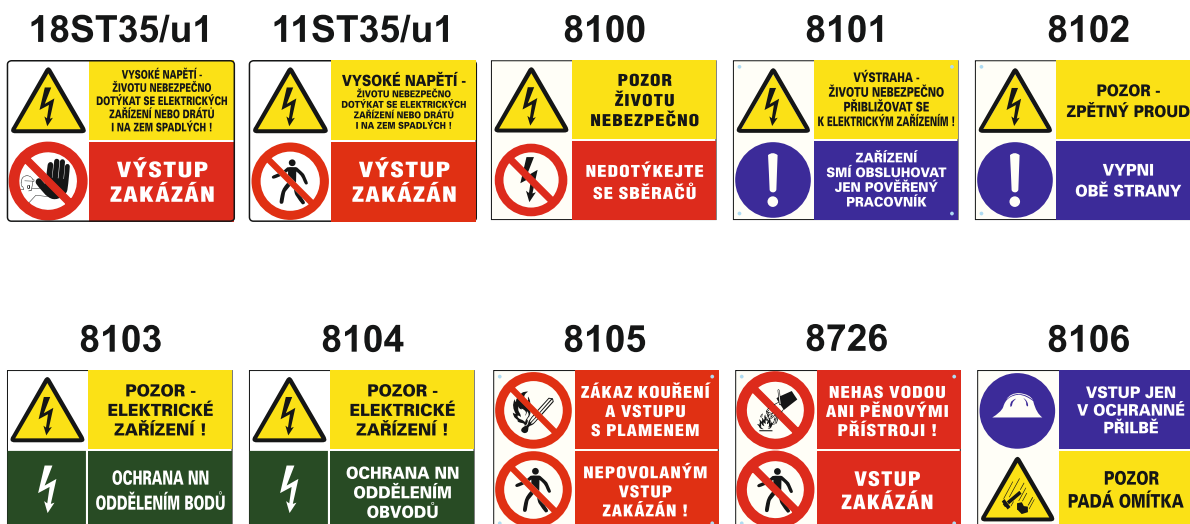 18ST35/u1
VYSOKÉ NAPĚTÍ -
ŽIVOTU NEBEZPEČNO
DOTÝKAT SE ELEKTRICKÝCH
ZAŘÍZENÍ NEBO DRÁTŮ
I NA ZEM SPADLÝCH !
VÝSTUP
ZAKÁZÁN
11ST35/u1
VYSOKÉ NAPĚTÍ -
ŽIVOTU NEBEZPEČNO
DOTÝKAT SE ELEKTRICKÝCH
ZAŘÍZENÍ NEBO DRÁTŮ
I NA ZEM SPADLÝCH !
VÝSTUP
ZAKÁZÁN
8100
POZOR
ŽIVOTU
NEBEZPEČNO
NEDOTÝKEJTE
SE SBĚRAČŮ
8101
VÝSTRAHA -
ŽIVOTU NEBEZPEČNO
PŘIBLIŽOVAT SE
K ELEKTRICKÝM ZAŘÍZENÍM !
ZAŘÍZENÍ
SMÍ OBSLUHOVAT
JEN POVĚŘENÝ
PRACOVNÍK
8102
POZOR -
ZPĚTNÝ PROUD
VYPNI
OBĚ STRANY
8103
POZOR -
ELEKTRICKÉ
ZAŘÍZENÍ !
OCHRANA NN
ODDĚLENÍM BODŮ
8104
POZOR -
ELEKTRICKÉ
ZAŘÍZENÍ !
OCHRANA NN
ODDĚLENÍM
OBVODŮ
8105
ZÁKAZ KOUŘENÍ
A VSTUPU
S PLAMENEM
NEPOVOLANÝM
VSTUP
ZAKÁZÁN !
8726
NEHAS VODOU
ANI PĚNOVÝMI
PŘÍSTROJI !
VSTUP
ZAKÁZÁN
8106
VSTUP JEN
V OCHRANNÉ
PŘILBĚ
POZOR
PADÁ OMÍTKA